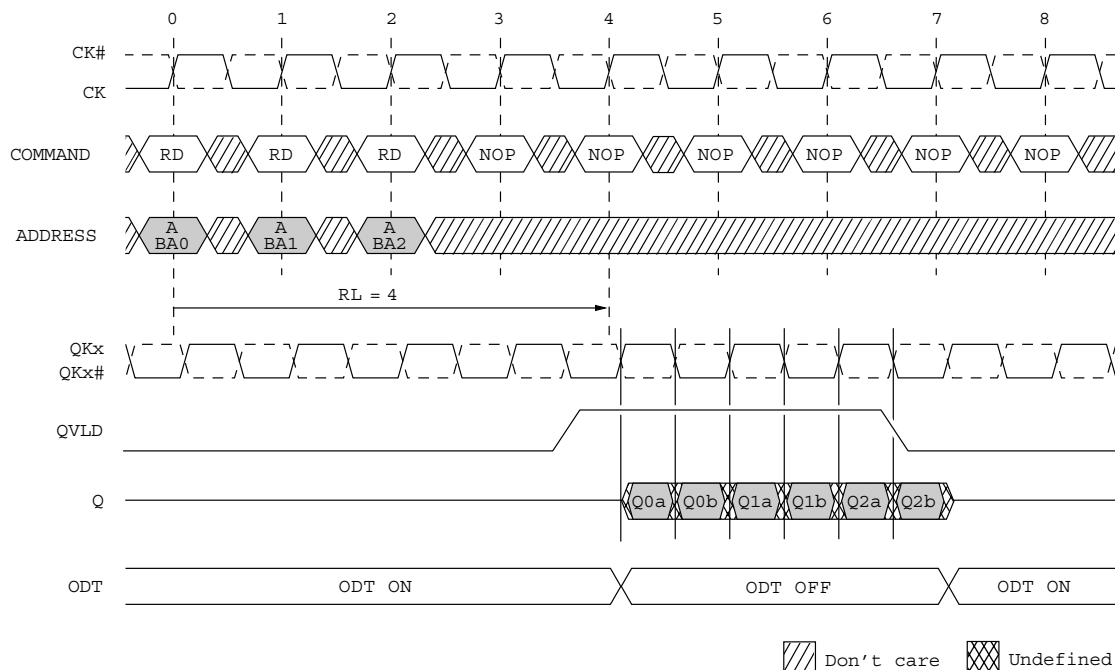 0 1 2 3 4 5 6 7 8
CK#
CK
COMMAND RD RD RD NOP NOP NOP NOP NOP NOP
ADDRESS A BA0 A BA1 A BA2
RL = 4
QKx
QKx#
QVLD
Q Q0a Q0b Q1a Q1b Q2a Q2b
ODT ODT ON ODT OFF ODT ON
Don't care Undefined